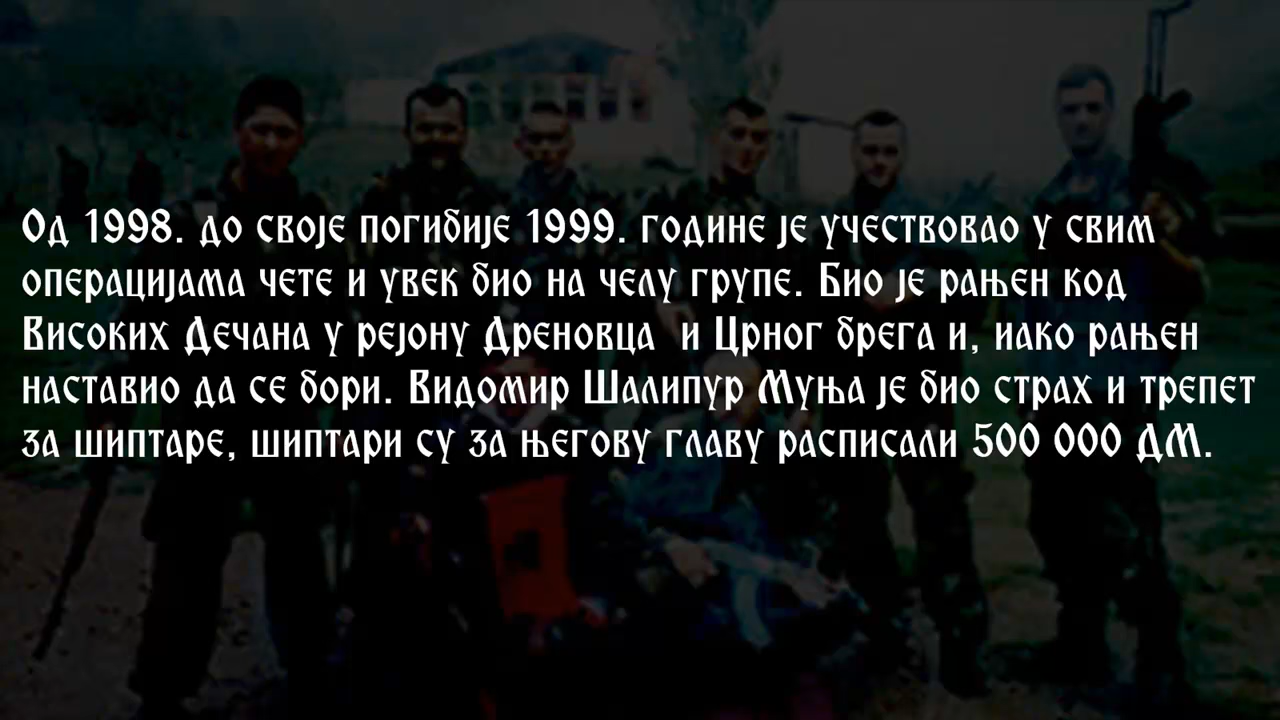 Од 1998. до своје погибије 1999. године је учествовао у свим
операцијама чете и увек био на челу групе. Био је рањен код
Високих Дечана у рејону Дреновца и Црног брега и, иако рањен
наставио да се бори. Видомир Шалипур Муња је био страх и трепет
за шиптаре, шиптари су за његову главу расписали 500 000 ДМ.